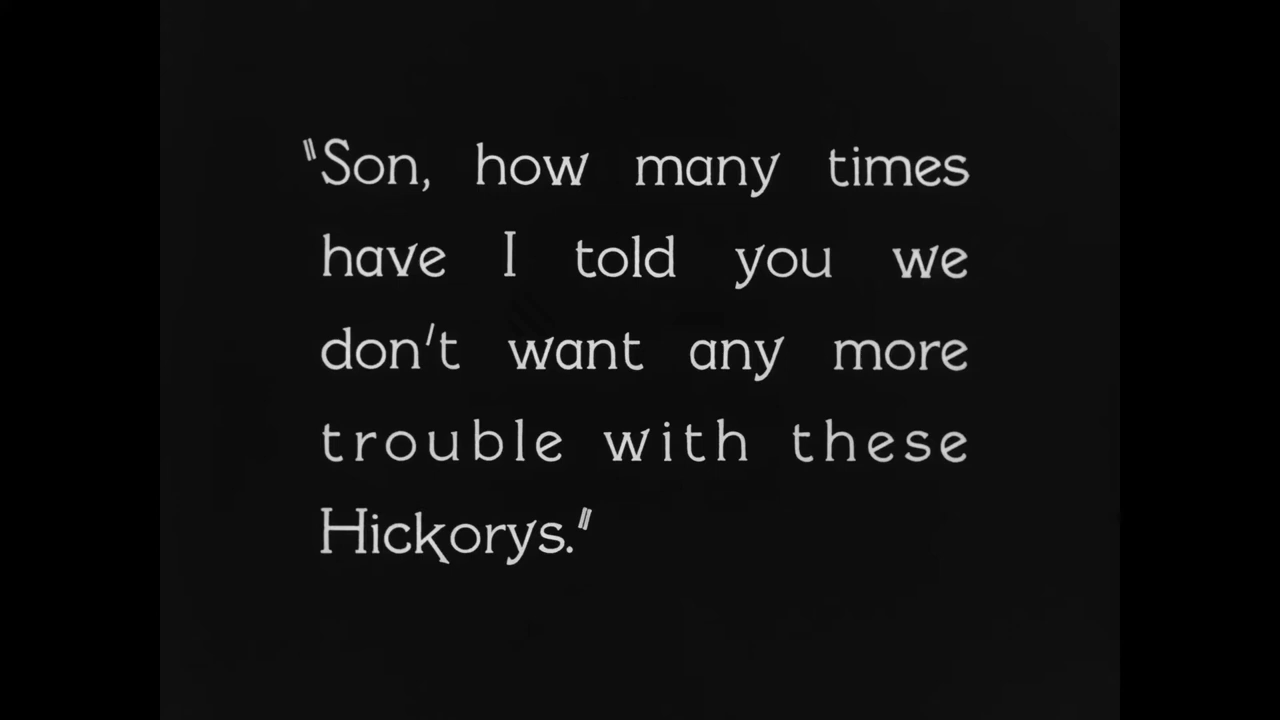 "Son, how many times
have I told you we
don't want any more
trouble with these
Hickorys."